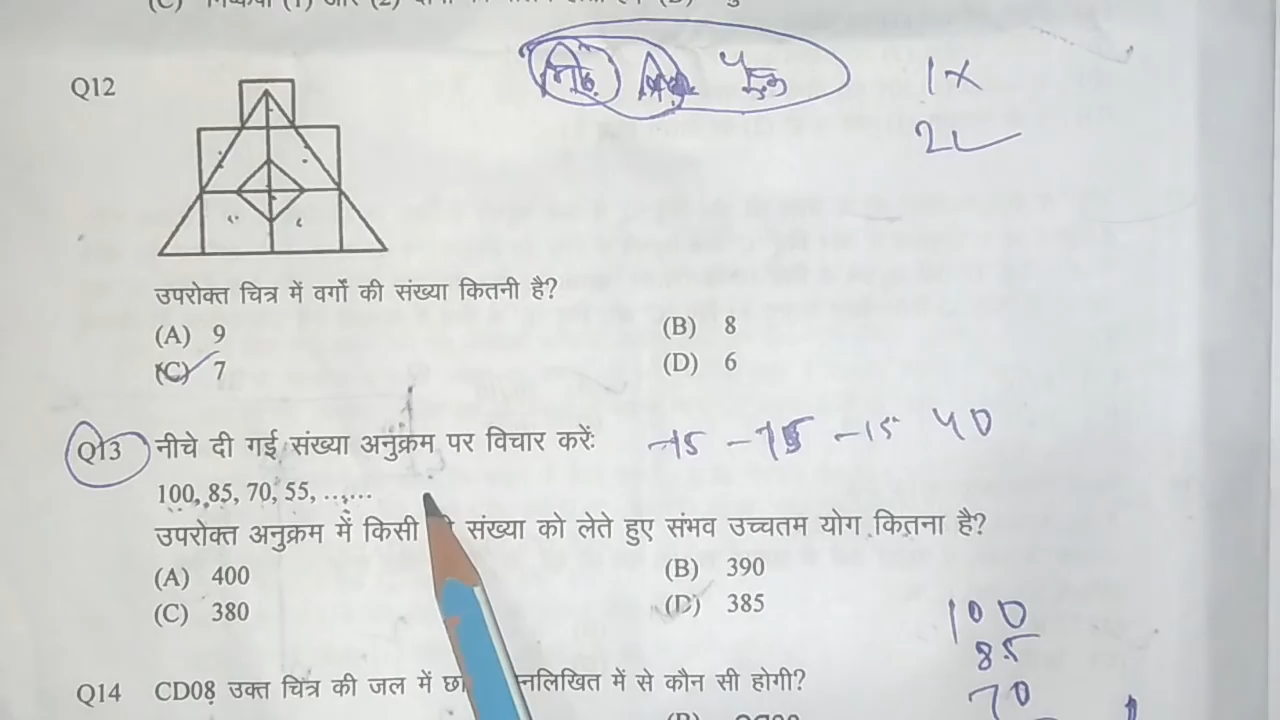 Q12
1 X
2
उपरोक्त चित्र में वर्गों की संख्या कितनी है?
(A) 9 (B) 8
(C) 7 (D) 6
Q13 नीचे दी गई संख्या अनुक्रम पर विचार करें: -15 -15 -15 40
100, 85, 70, 55, ......
उपरोक्त अनुक्रम में किसी संख्या को लेते हुए संभव उच्चतम योग कितना है?
(A) 400 (B) 390
(C) 380 (D) 385
100
85
70
Q14 CD08 उक्त चित्र की जल में से कौन सी होगी?